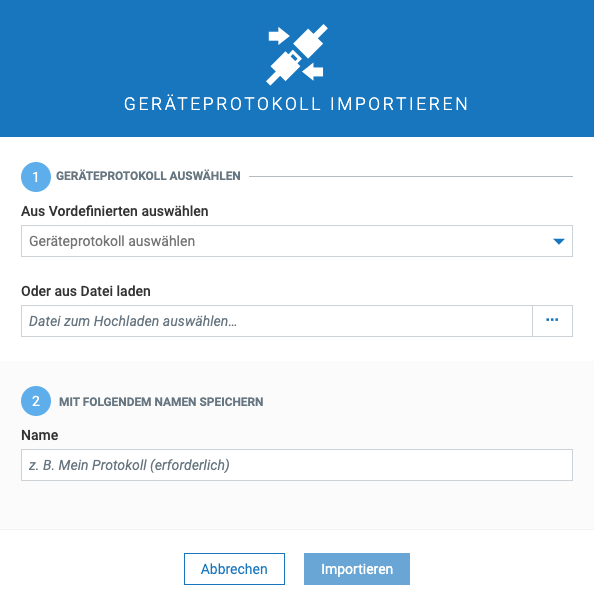 GERÄTEPROTOKOLL IMPORTIEREN
1 GERÄTEPROTOKOLL AUSWÄHLEN
Aus Vordefinierten auswählen
Geräteprotokoll auswählen
Oder aus Datei laden
Datei zum Hochladen auswählen...
2 MIT FOLGENDEM NAMEN SPEICHERN
Name
z. B. Mein Protokoll (erforderlich)
Abbrechen Importieren